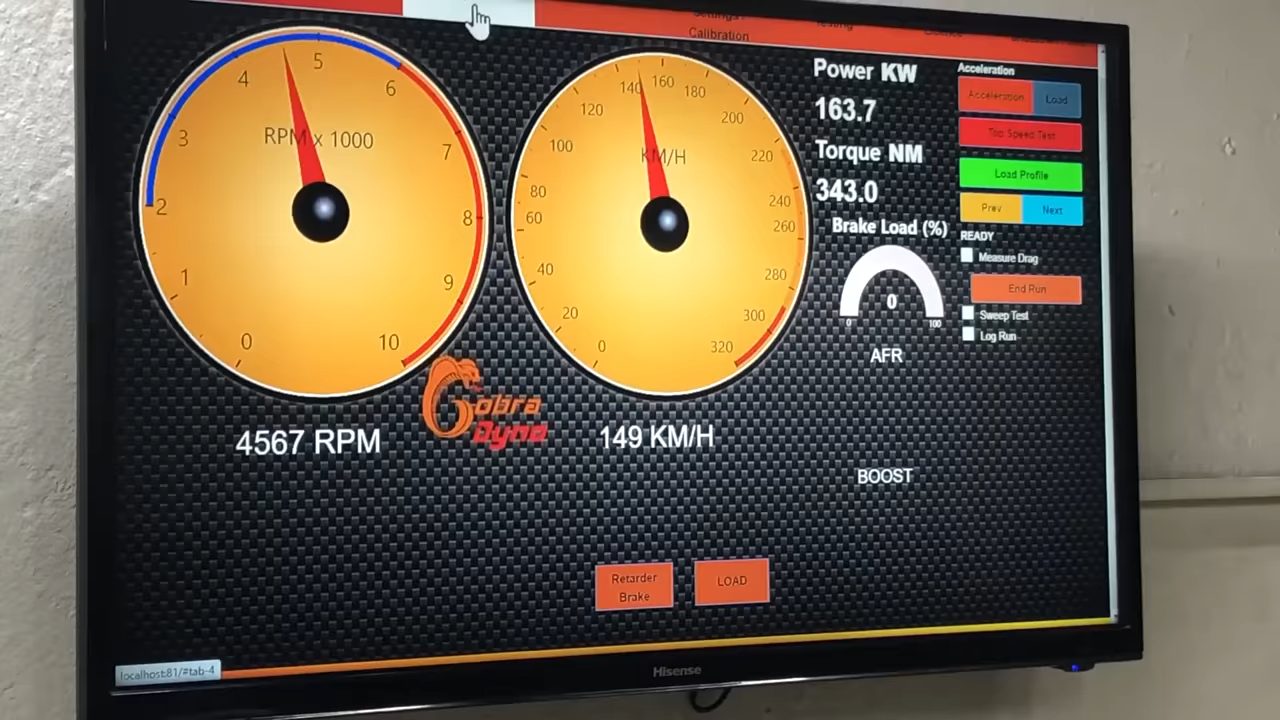 Calibration
4
5
6
3
RPM x 1000
7
2
8
1
9
0
10
4567 RPM
140
160
180
120
200
100
KM/H
220
80
240
60
260
40
280
20
300
0
320
149 KM/H
Cobra
Dyno
Power KW
163.7
Torque NM
343.0
Brake Load (%)
0
0
100
AFR
BOOST
Acceleration
Acceleration
Load
Top Speed Test
Load Profile
Prev
Next
READY
Measure Drag
End Run
Sweep Test
Log Run
Retarder
Brake
LOAD
localhost:81/#tab-4
Hisense